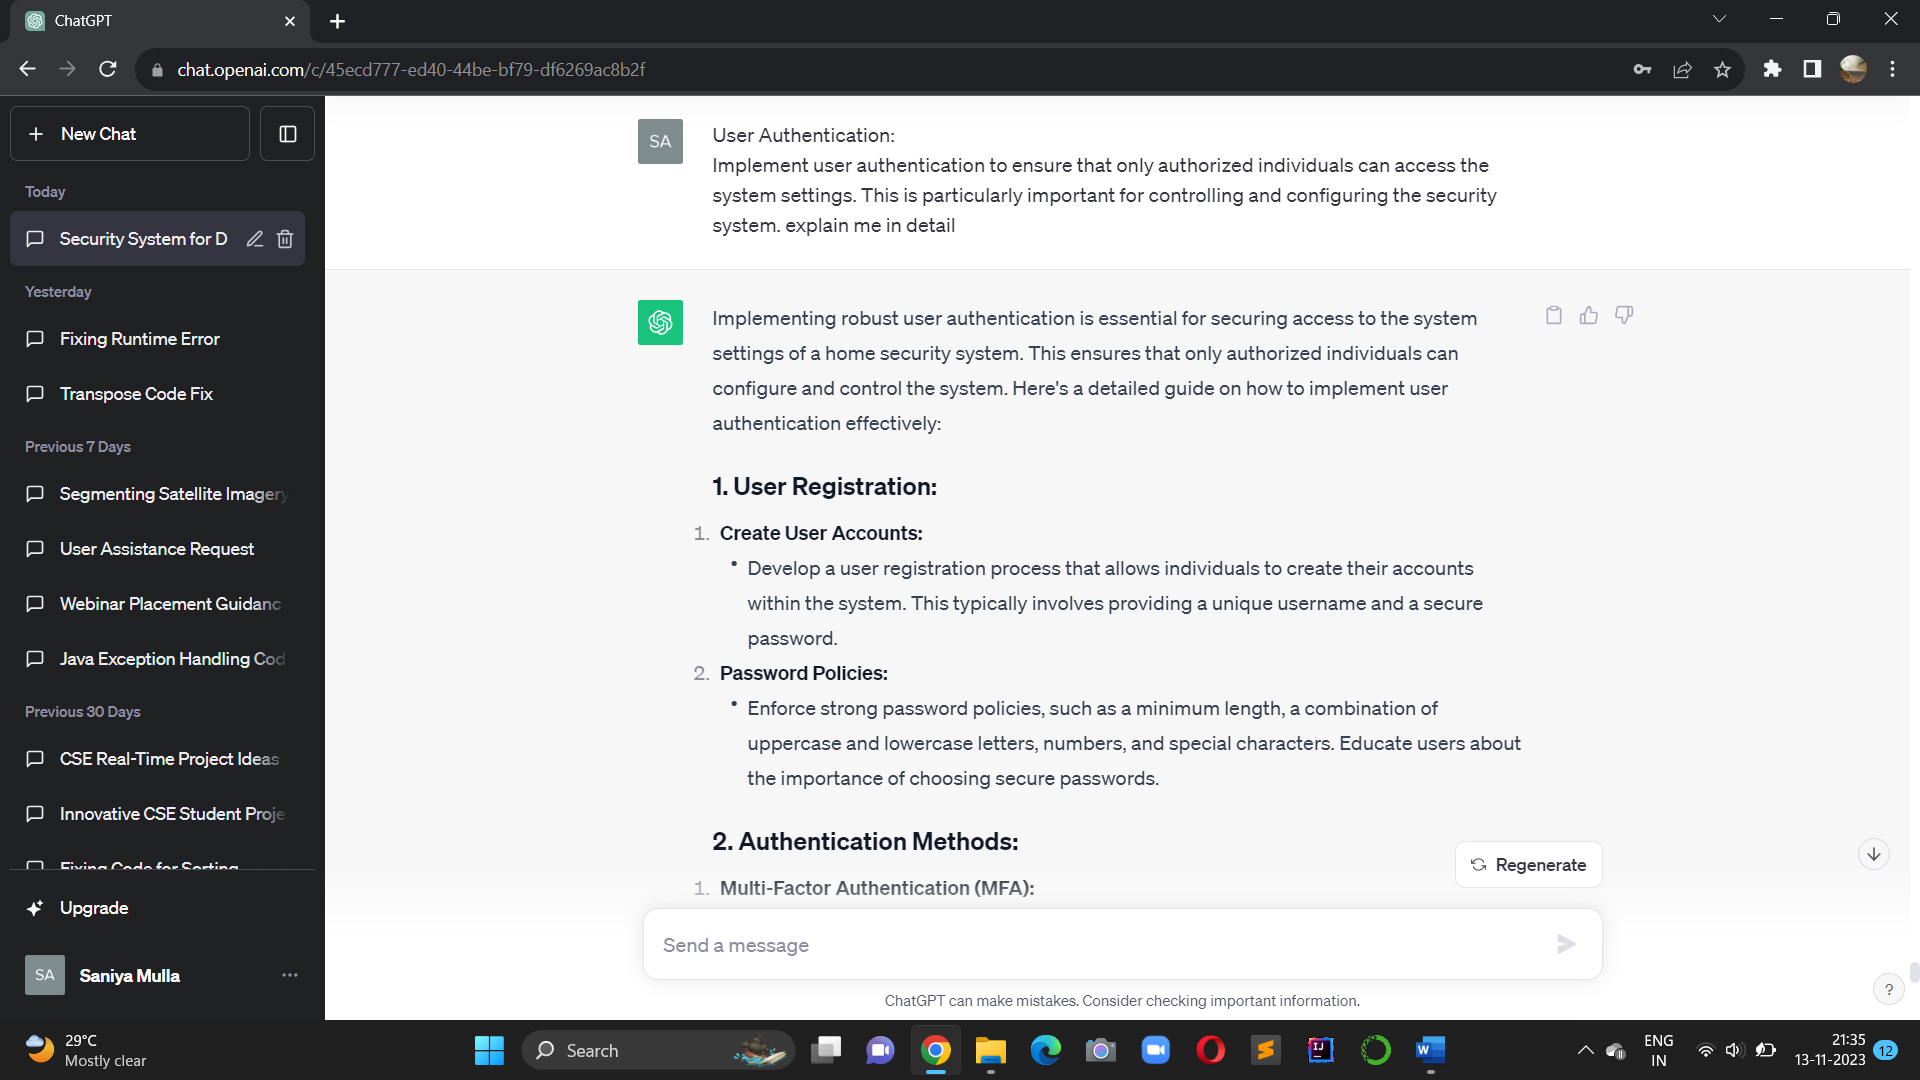 ChatGPT
chat.openai.com/c/45ecd777-ed40-44be-bf79-df6269ac8b2f
New Chat
Today
Security System for D
Yesterday
Fixing Runtime Error
Transpose Code Fix
Previous 7 Days
Segmenting Satellite Imagery
User Assistance Request
Webinar Placement Guidanc
Java Exception Handling Cod
Previous 30 Days
CSE Real-Time Project Ideas
Innovative CSE Student Proje
Fixing Code for Sorting
Upgrade
SA
Saniya Mulla
SA
User Authentication:
Implement user authentication to ensure that only authorized individuals can access the
system settings. This is particularly important for controlling and configuring the security
system. explain me in detail
Implementing robust user authentication is essential for securing access to the system
settings of a home security system. This ensures that only authorized individuals can
configure and control the system. Here's a detailed guide on how to implement user
authentication effectively:
1. User Registration:
1. Create User Accounts:
• Develop a user registration process that allows individuals to create their accounts
within the system. This typically involves providing a unique username and a secure
password.
2. Password Policies:
• Enforce strong password policies, such as a minimum length, a combination of
uppercase and lowercase letters, numbers, and special characters. Educate users about
the importance of choosing secure passwords.
2. Authentication Methods:
1. Multi-Factor Authentication (MFA):
Regenerate
Send a message
ChatGPT can make mistakes. Consider checking important information.
?
29°C
Mostly clear
Search
IJ
W
ENG
IN
21:35
13-11-2023
12